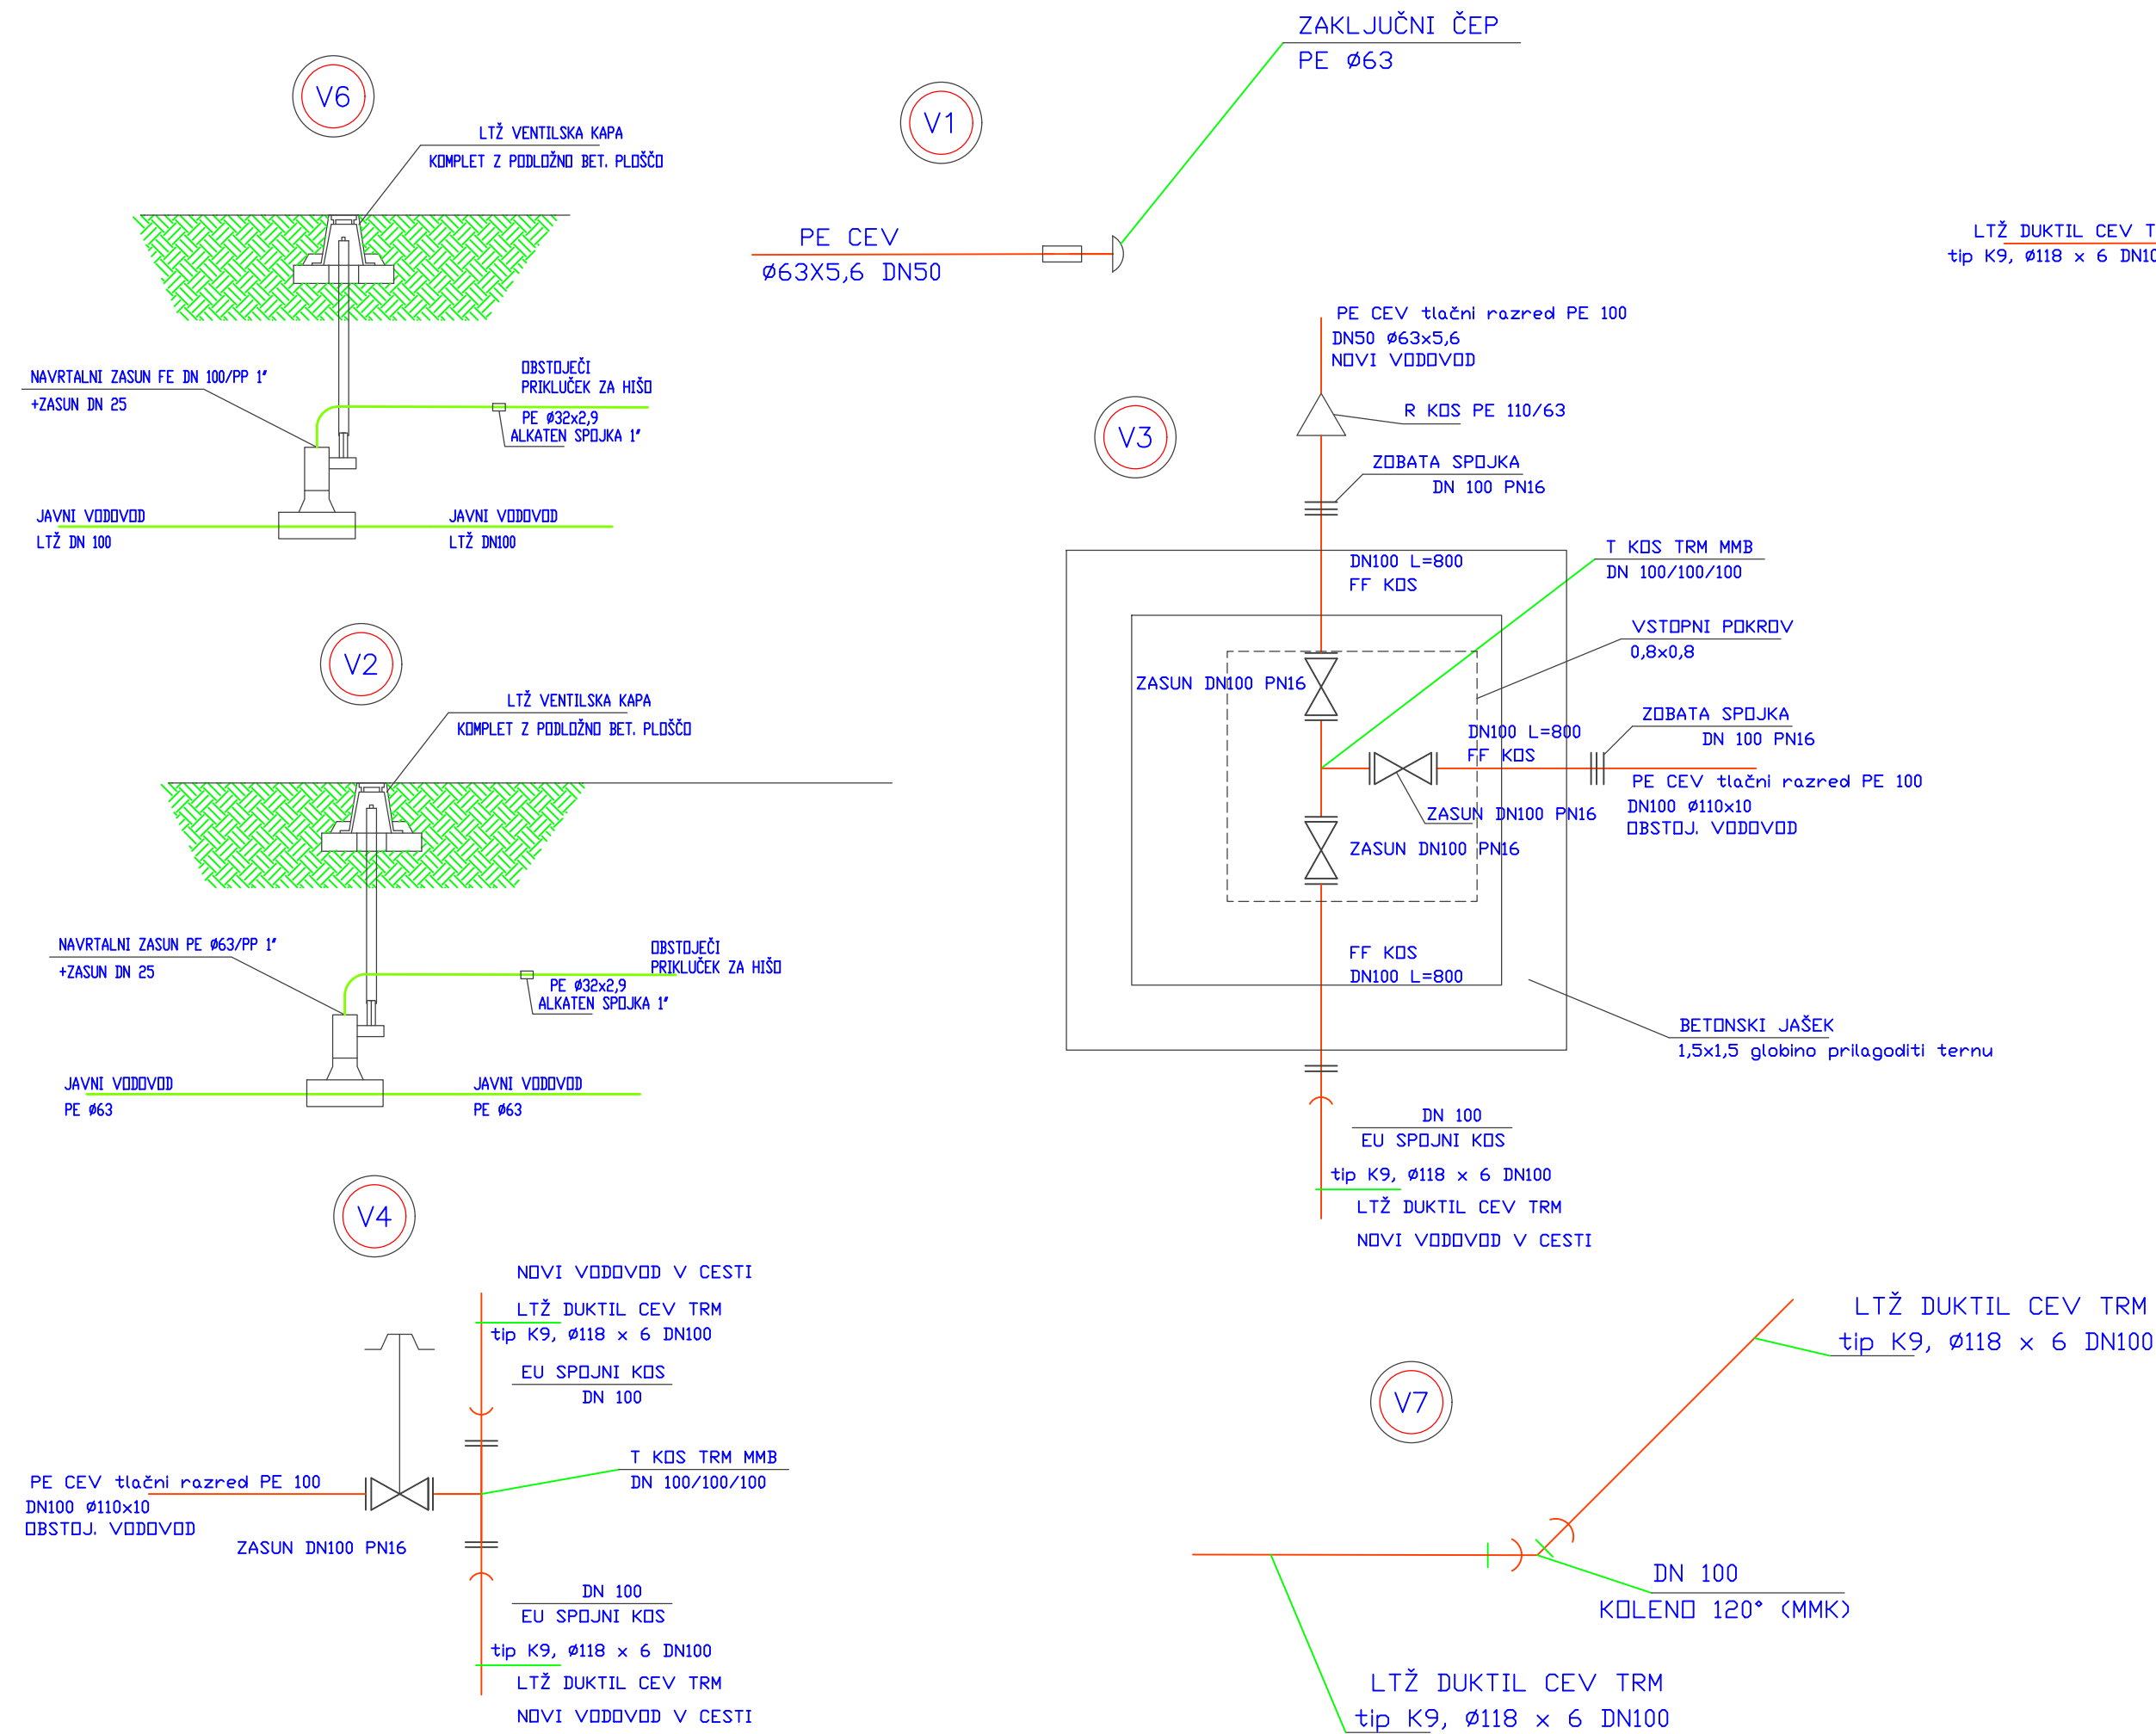 V6
LTŽ VENTILSKA KAPA
KOMPLET Z PODLOŽNO BET. PLOŠČO
NAVRTALNI ZASUN FE DN 100/PP 1"
+ZASUN DN 25
OBSTOJEČI
PRIKLUČEK ZA HIŠO
PE Ø32x2,9
ALKATEN SPOJKA 1"
JAVNI VODOVOD
LTŽ DN 100
JAVNI VODOVOD
LTŽ DN100
V1
ZAKLJUČNI ČEP
PE Ø63
PE CEV
Ø63X5,6 DN50
LTŽ DUKTIL CEV T
tip K9, Ø118 x 6 DN10
V2
LTŽ VENTILSKA KAPA
KOMPLET Z PODLOŽNO BET. PLOŠČO
NAVRTALNI ZASUN PE Ø63/PP 1"
+ZASUN DN 25
OBSTOJEČI
PRIKLUČEK ZA HIŠO
PE Ø32x2,9
ALKATEN SPOJKA 1"
JAVNI VODOVOD
PE Ø63
JAVNI VODOVOD
PE Ø63
V3
PE CEV tlačni razred PE 100
DN50 Ø63x5,6
NOVI VODOVOD
R KOS PE 110/63
ZOBATA SPOJKA
DN 100 PN16
DN100 L=800
FF KOS
T KOS TRM MMB
DN 100/100/100
VSTOPNI POKROV
0,8x0,8
ZASUN DN100 PN16
DN100 L=800
FF KOS
ZOBATA SPOJKA
DN 100 PN16
PE CEV tlačni razred PE 100
DN100 Ø110x10
OBSTOJ. VODOVOD
ZASUN DN100 PN16
ZASUN DN100 PN16
FF KOS
DN100 L=800
BETONSKI JAŠEK
1,5x1,5 globino prilagoditi ternu
DN 100
EU SPOJNI KOS
tip K9, Ø118 x 6 DN100
LTŽ DUKTIL CEV TRM
NOVI VODOVOD V CESTI
V4
NOVI VODOVOD V CESTI
LTŽ DUKTIL CEV TRM
tip K9, Ø118 x 6 DN100
EU SPOJNI KOS
DN 100
T KOS TRM MMB
DN 100/100/100
PE CEV tlačni razred PE 100
DN100 Ø110x10
OBSTOJ. VODOVOD
ZASUN DN100 PN16
DN 100
EU SPOJNI KOS
tip K9, Ø118 x 6 DN100
LTŽ DUKTIL CEV TRM
NOVI VODOVOD V CESTI
V7
LTŽ DUKTIL CEV TRM
tip K9, Ø118 x 6 DN100
DN 100
KOLENO 120° (MMK)
LTŽ DUKTIL CEV TRM
tip K9, Ø118 x 6 DN100